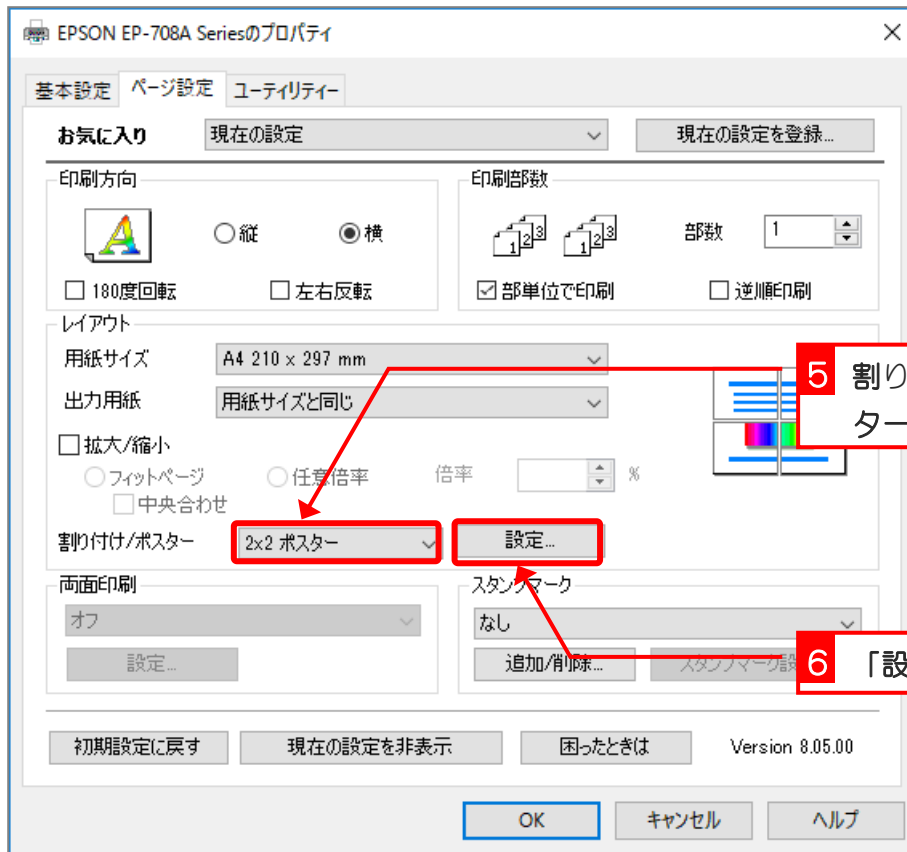 EPSON EP-708A Seriesのプロパティ
基本設定 ページ設定 ユーティリティー
お気に入り 現在の設定 現在の設定を登録...
印刷方向 印刷部数
縦 横 部数 1
180度回転 左右反転 部単位で印刷 逆順印刷
レイアウト
用紙サイズ A4 210 x 297 mm
5 割り
出力用紙 用紙サイズと同じ
ター
拡大/縮小
フィットページ 任意倍率 倍率 %
中央合わせ
割り付け/ポスター 2x2 ポスター 設定...
両面印刷 スタンプマーク
オフ なし
設定... 追加/削除... スタンプマーク設
6 「設
初期設定に戻す 現在の設定を非表示 困ったときは Version 8.05.00
OK キャンセル ヘルプ